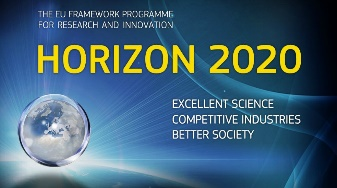 THE EU FRAMEWORK PROGRAMME
FOR RESEARCH AND INNOVATION
HORIZON 2020
EXCELLENT SCIENCE
COMPETITIVE INDUSTRIES
BETTER SOCIETY